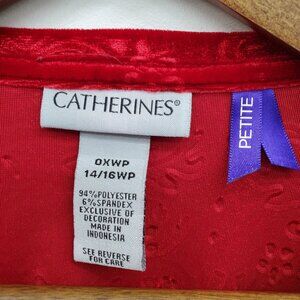 CATHERINES®
0XWP
14/16WP
94% POLYESTER
6% SPANDEX
EXCLUSIVE OF
DECORATION
MADE IN
INDONESIA
SEE REVERSE
FOR CARE
PETITE